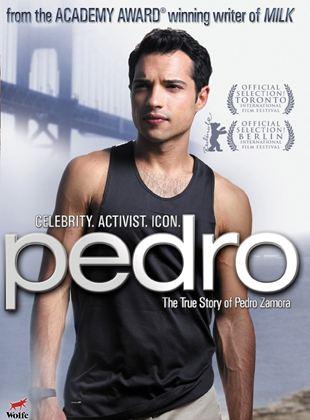 from the ACADEMY AWARD® winning writer of MILK
OFFICIAL
SELECTION!
TORONTO
INTERNATIONAL
FILM FESTIVAL
OFFICIAL
SELECTION!
BERLIN
INTERNATIONAL
FILM FESTIVAL
CELEBRITY. ACTIVIST. ICON.
pedro
The True Story of Pedro Zamora
Wolfe